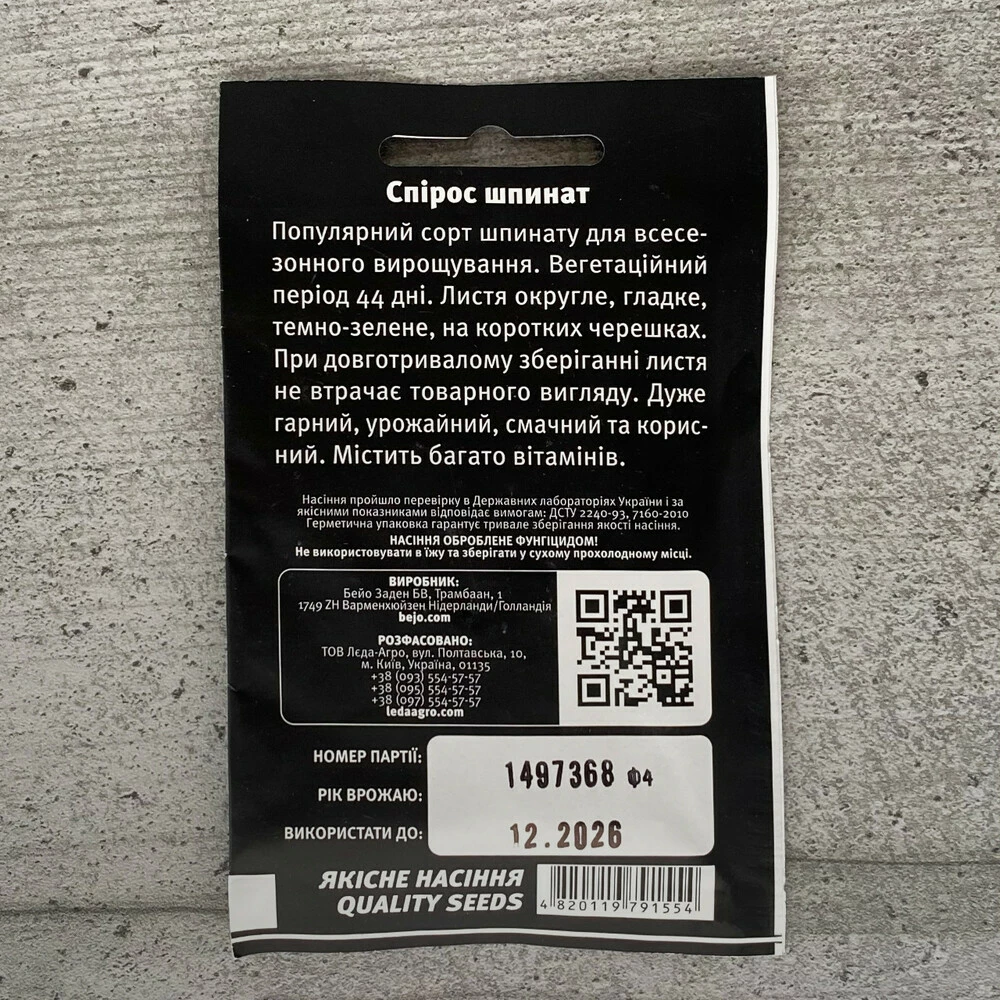 Спірос шпинат
Популярний сорт шпинату для всесе-
зонного вирощування. Вегетаційний
період 44 дні. Листя округле, гладке,
темно-зелене, на коротких черешках.
При довготривалому зберіганні листя
не втрачає товарного вигляду. Дуже
гарний, урожайний, смачний та корис-
ний. Містить багато вітамінів.
Насіння пройшло перевірку в Державних лабораторіях України і за
якісними показниками відповідає вимогам: ДСТУ 2240-93, 7160-2010
Герметична упаковка гарантує тривале зберігання якості насіння.
НАСІННЯ ОБРОБЛЕНЕ ФУНГІЦИДОМ!
Не використовувати в їжу та зберігати у сухому прохолодному місці.
ВИРОБНИК:
Бейо Заден БВ, Трамбаан, 1
1749 ZH Варменхюйзен Нідерланди/Голландія
bejo.com
РОЗФАСОВАНО:
ТОВ Лєда-Агро, вул. Полтавська, 10,
м. Київ, Україна, 01135
+38 (093) 554-57-57
+38 (095) 554-57-57
+38 (097) 554-57-57
ledaagro.com
НОМЕР ПАРТІЇ: 1497368 Ф4
РІК ВРОЖАЮ:
ВИКОРИСТАТИ ДО: 12.2026
ЯКІСНЕ НАСІННЯ
QUALITY SEEDS
4 820119 791554